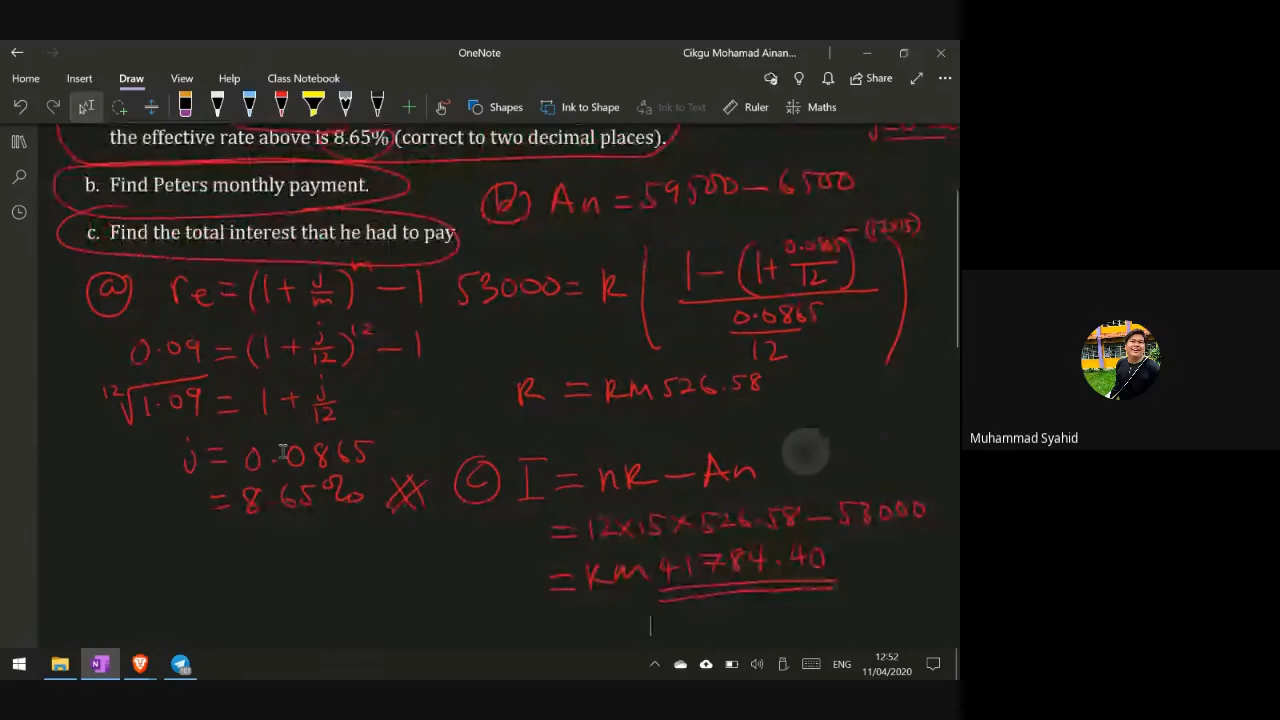 OneNote
Cikgu Mohamad Ainan...
Home Insert Draw View Help Class Notebook Share
Shapes Ink to Shape Ink to Text Ruler Maths
the effective rate above is 8.65% (correct to two decimal places).
b. Find Peters monthly payment.
c. Find the total interest that he had to pay
(a) re = (1 + j/m)^m - 1
0.09 = (1 + j/12)^12 - 1
12√1.09 = 1 + j/12
j = 0.0865
= 8.65%
(b) An = 59500 - 6500
53000 = R ( (1 - (1 + 0.0865/12)^-(12x15)) / (0.0865/12) )
R = RM 526.58
(c) I = nR - An
= 12 x 15 x 526.58 - 53000
= RM 41784.40
Muhammad Syahid
ENG
12:52
11/04/2020